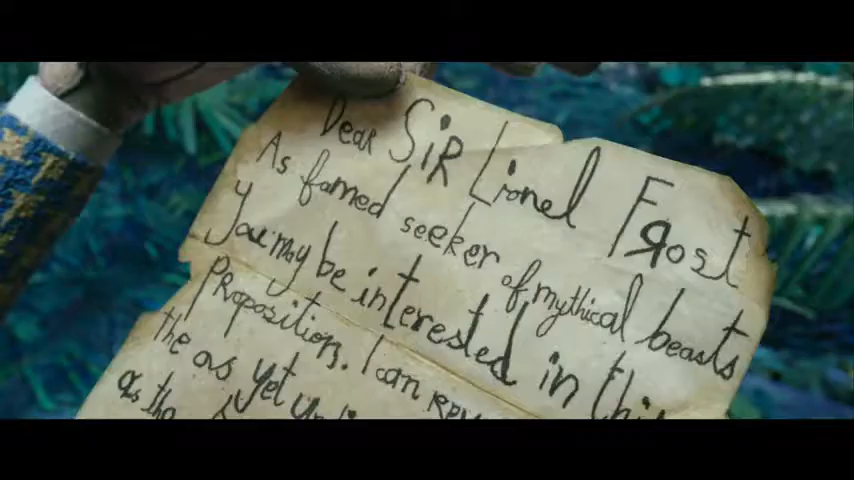 Dear SiR Lionel Frost
As famed seeker of mythical beasts
You may be interested in this
PRoposition. I can
the as yet
as